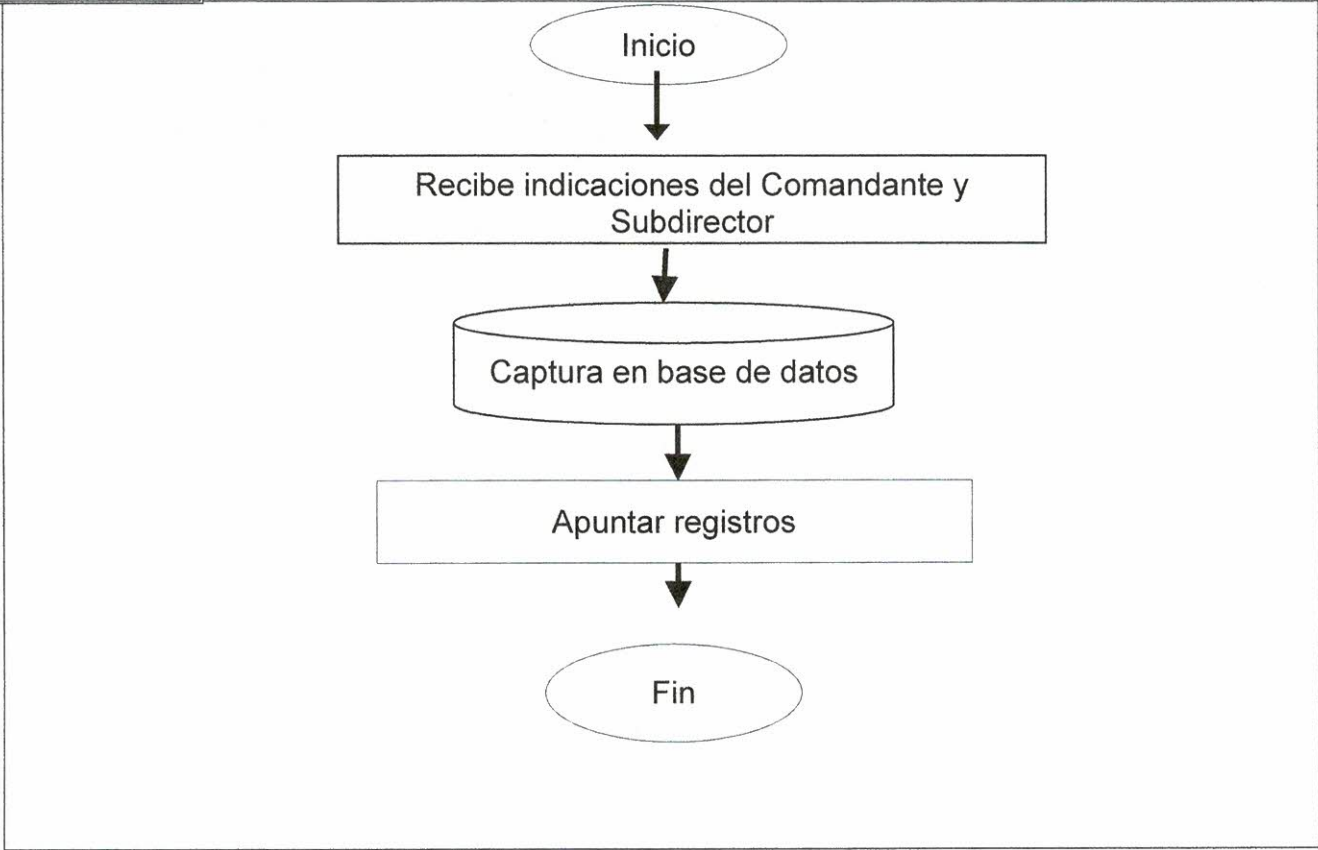 Inicio
Recibe indicaciones del Comandante y
Subdirector
Captura en base de datos
Apuntar registros
Fin